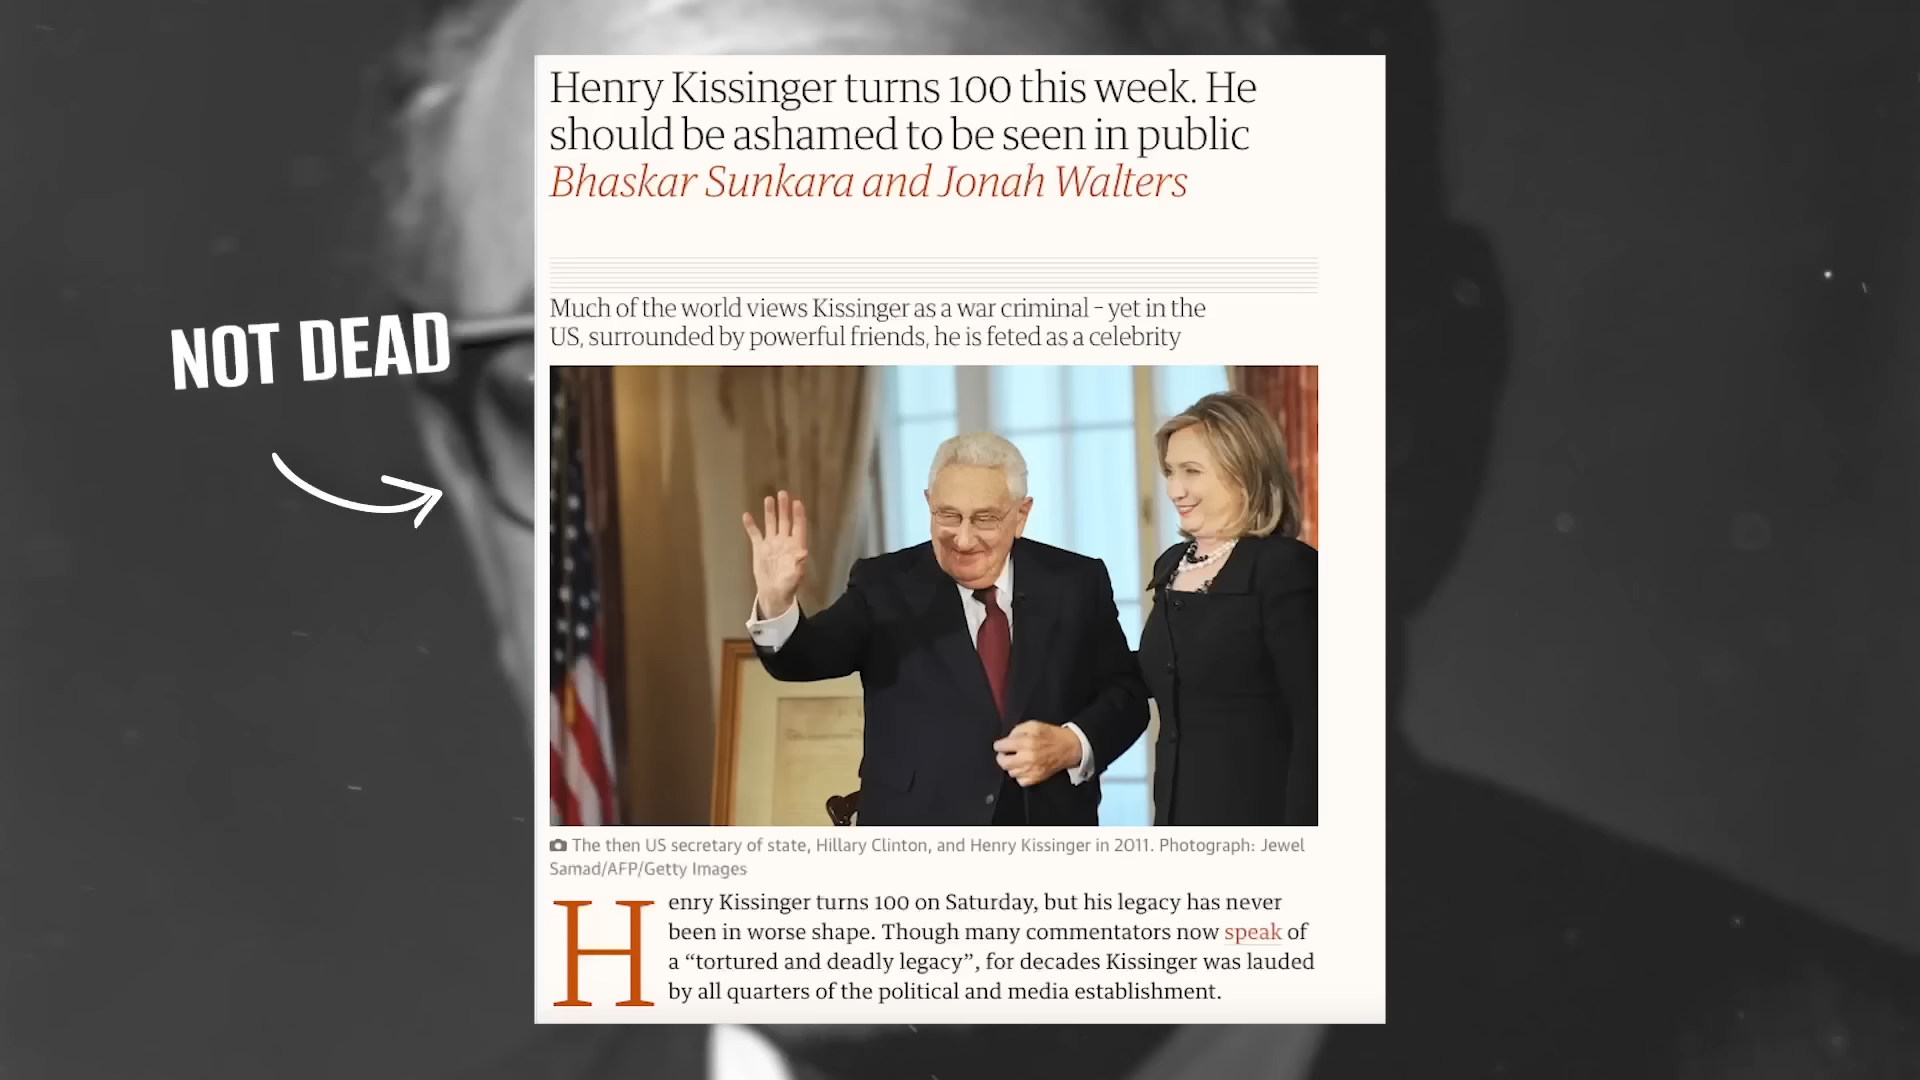 Henry Kissinger turns 100 this week. He
should be ashamed to be seen in public
Bhaskar Sunkara and Jonah Walters
Much of the world views Kissinger as a war criminal – yet in the
US, surrounded by powerful friends, he is feted as a celebrity
NOT DEAD
The then US secretary of state, Hillary Clinton, and Henry Kissinger in 2011. Photograph: Jewel
Samad/AFP/Getty Images
Henry Kissinger turns 100 on Saturday, but his legacy has never
been in worse shape. Though many commentators now speak of
a “tortured and deadly legacy”, for decades Kissinger was lauded
by all quarters of the political and media establishment.